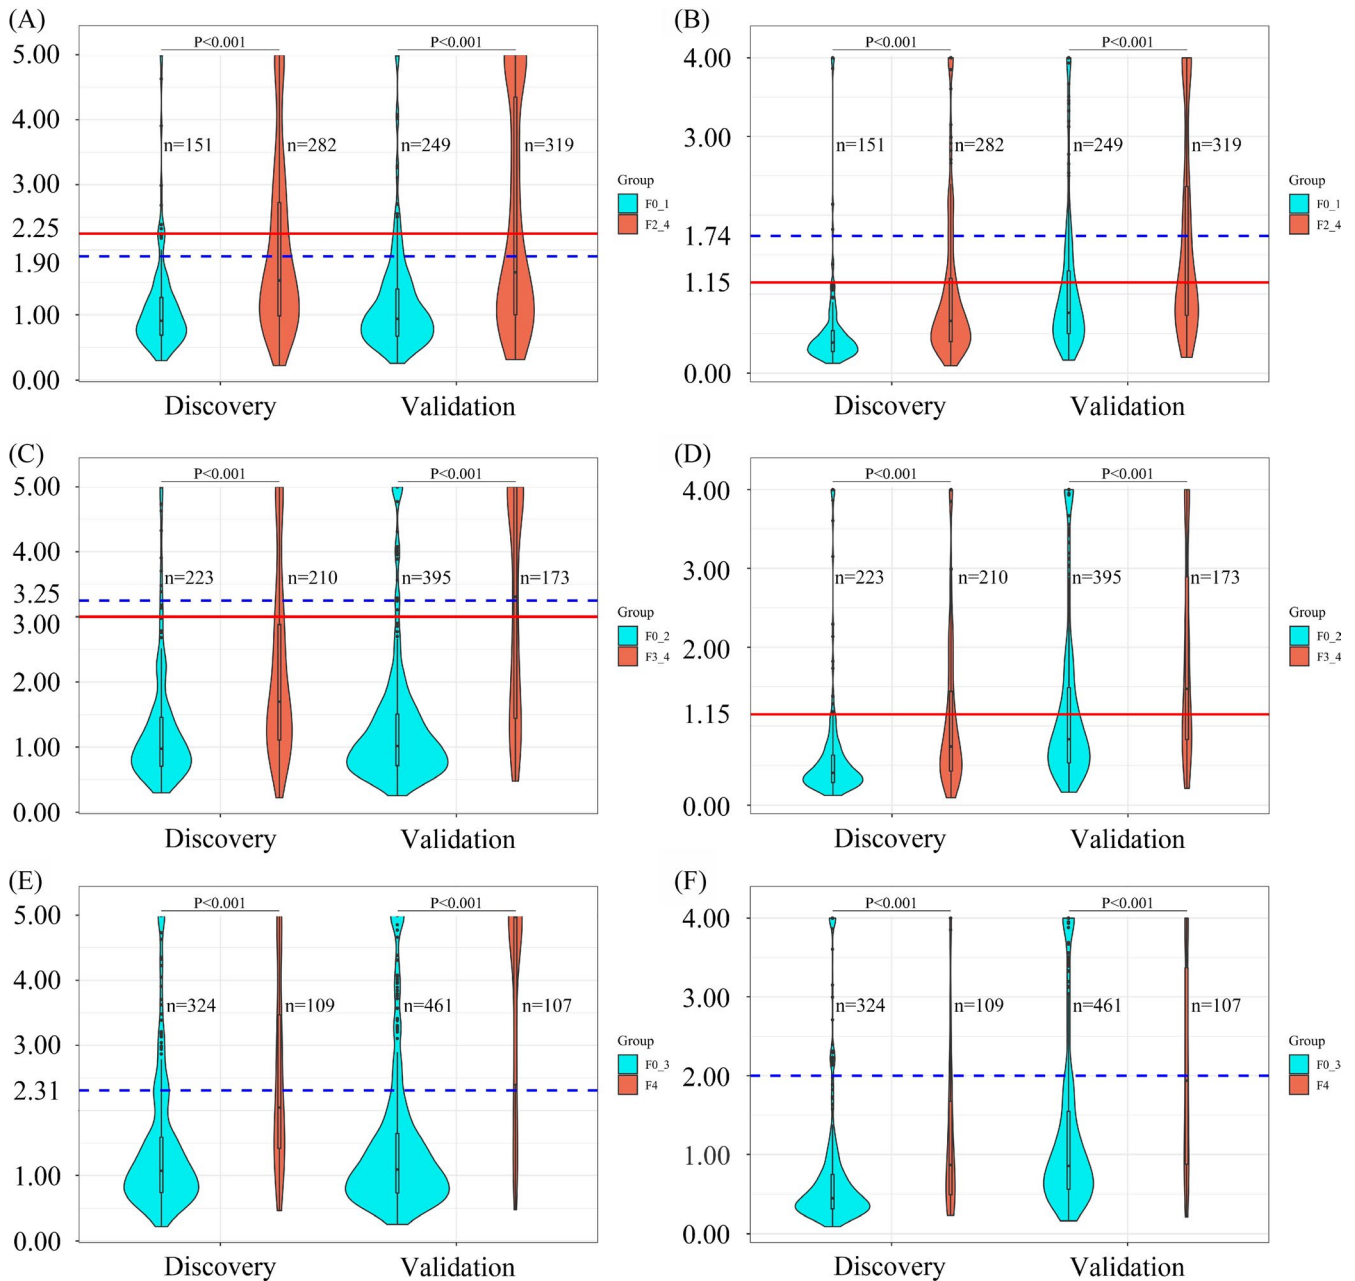 (A)
P<0.001
P<0.001
5.00
4.00
n=151
n=282
n=249
n=319
3.00
2.25
1.90
1.00
0.00
Discovery
Validation
Group
F0_1
F2_4
(B)
P<0.001
P<0.001
4.00
3.00
n=151
n=282
n=249
n=319
1.74
1.15
0.00
Discovery
Validation
Group
F0_1
F2_4
(C)
P<0.001
P<0.001
5.00
4.00
n=223
n=210
n=395
n=173
3.25
3.00
2.00
1.00
0.00
Discovery
Validation
Group
F0_2
F3_4
(D)
P<0.001
P<0.001
4.00
3.00
n=223
n=210
n=395
n=173
2.00
1.15
0.00
Discovery
Validation
Group
F0_2
F3_4
(E)
P<0.001
P<0.001
5.00
4.00
n=324
n=109
n=461
n=107
3.00
2.31
1.00
0.00
Discovery
Validation
Group
F0_3
F4
(F)
P<0.001
P<0.001
4.00
3.00
n=324
n=109
n=461
n=107
2.00
1.00
0.00
Discovery
Validation
Group
F0_3
F4